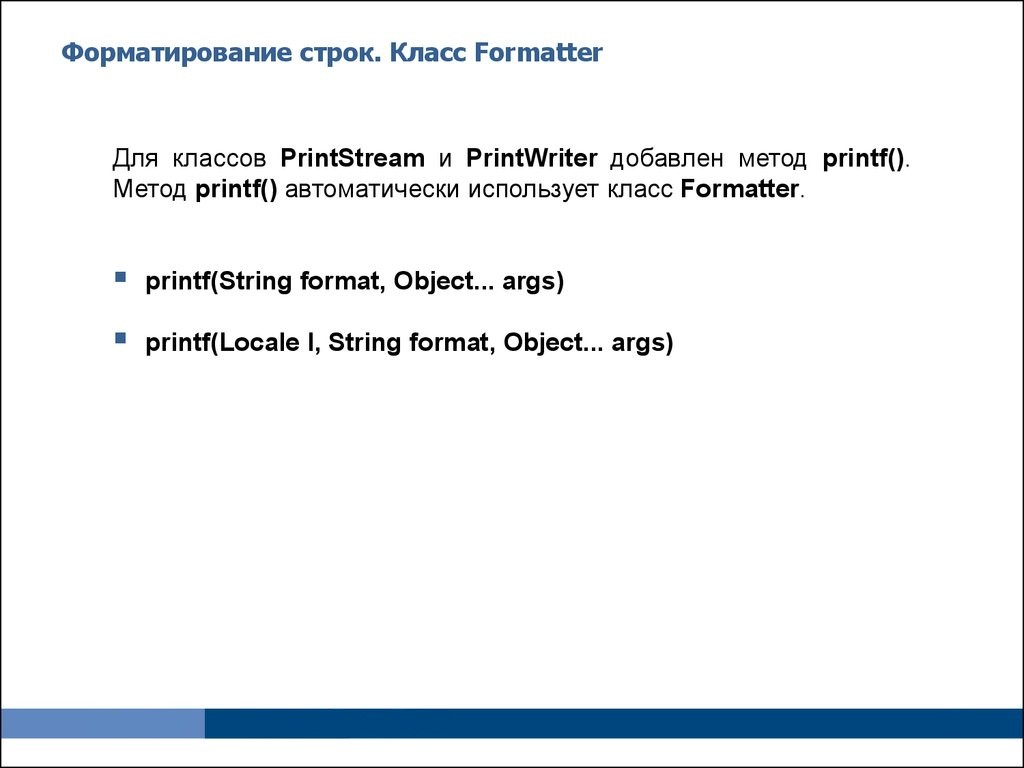 Форматирование строк. Класс Formatter
Для классов PrintStream и PrintWriter добавлен метод printf().
Метод printf() автоматически использует класс Formatter.
▪ printf(String format, Object... args)
▪ printf(Locale l, String format, Object... args)